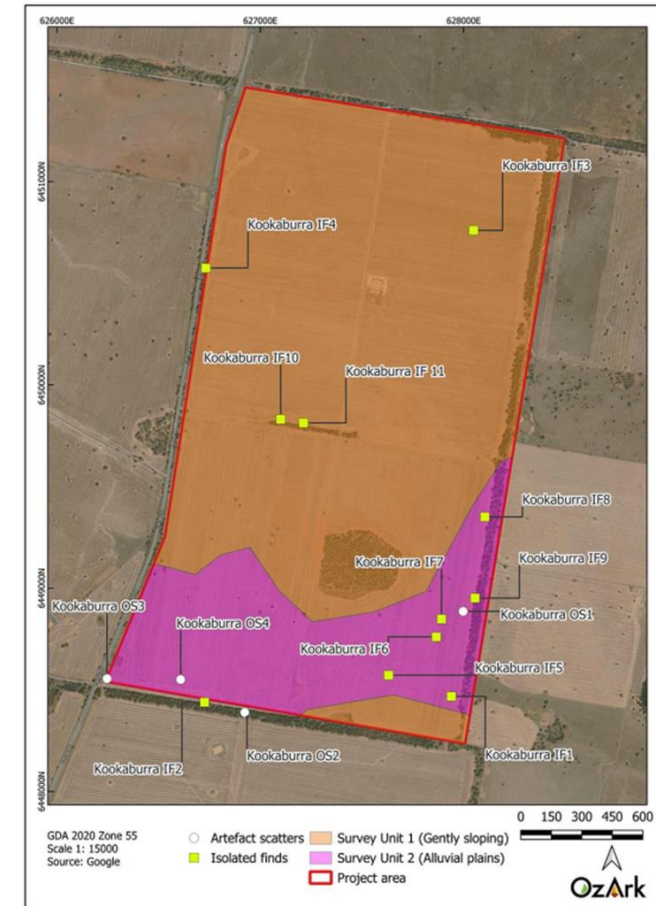 626000E
627000E
628000E
6451000N
6450000N
6449000N
6448000N
Kookaburra IF3
Kookaburra IF4
Kookaburra IF10
Kookaburra IF 11
Kookaburra IF8
Kookaburra IF7
Kookaburra IF9
Kookaburra OS3
Kookaburra OS4
Kookaburra OS1
Kookaburra IF6
Kookaburra IF5
Kookaburra IF2
Kookaburra OS2
Kookaburra IF1
GDA 2020 Zone 55
Scale 1: 15000
Source: Google
Artefact scatters
Isolated finds
Survey Unit 1 (Gently sloping)
Survey Unit 2 (Alluvial plains)
Project area
0 150 300 450 600
OzArk